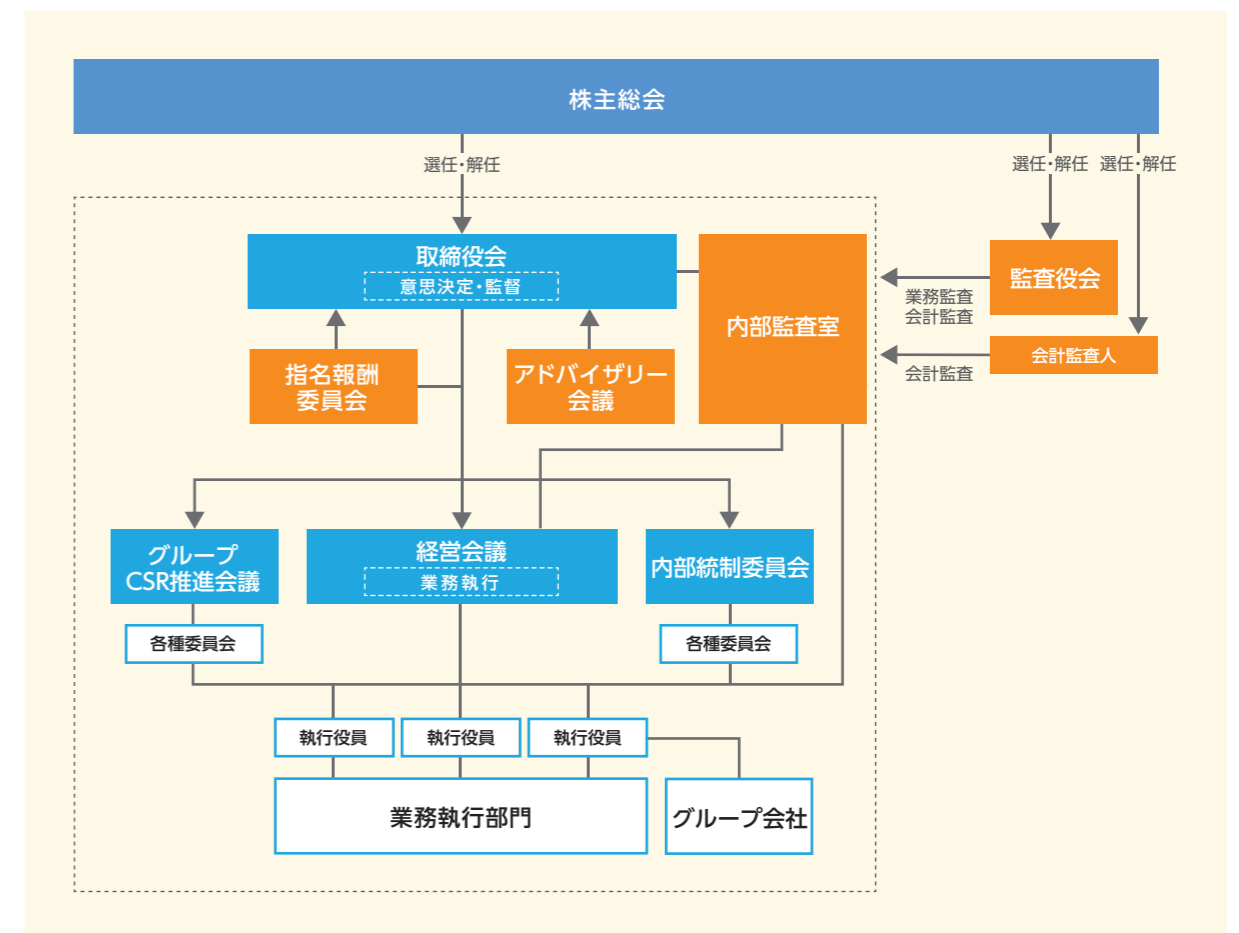 株主総会
選任・解任
選任・解任
選任・解任
取締役会
意思決定・監督
内部監査室
監査役会
業務監査
会計監査
会計監査人
会計監査
指名報酬
委員会
アドバイザリー
会議
グループ
CSR推進会議
経営会議
業務執行
内部統制委員会
各種委員会
各種委員会
執行役員
執行役員
執行役員
業務執行部門
グループ会社